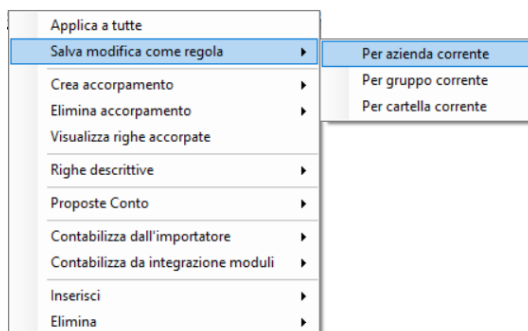 Applica a tutte
Salva modifica come regola
Per azienda corrente
Per gruppo corrente
Per cartella corrente
Crea accorpamento
Elimina accorpamento
Visualizza righe accorpate
Righe descrittive
Proposte Conto
Contabilizza dall'importatore
Contabilizza da integrazione moduli
Inserisci
Elimina